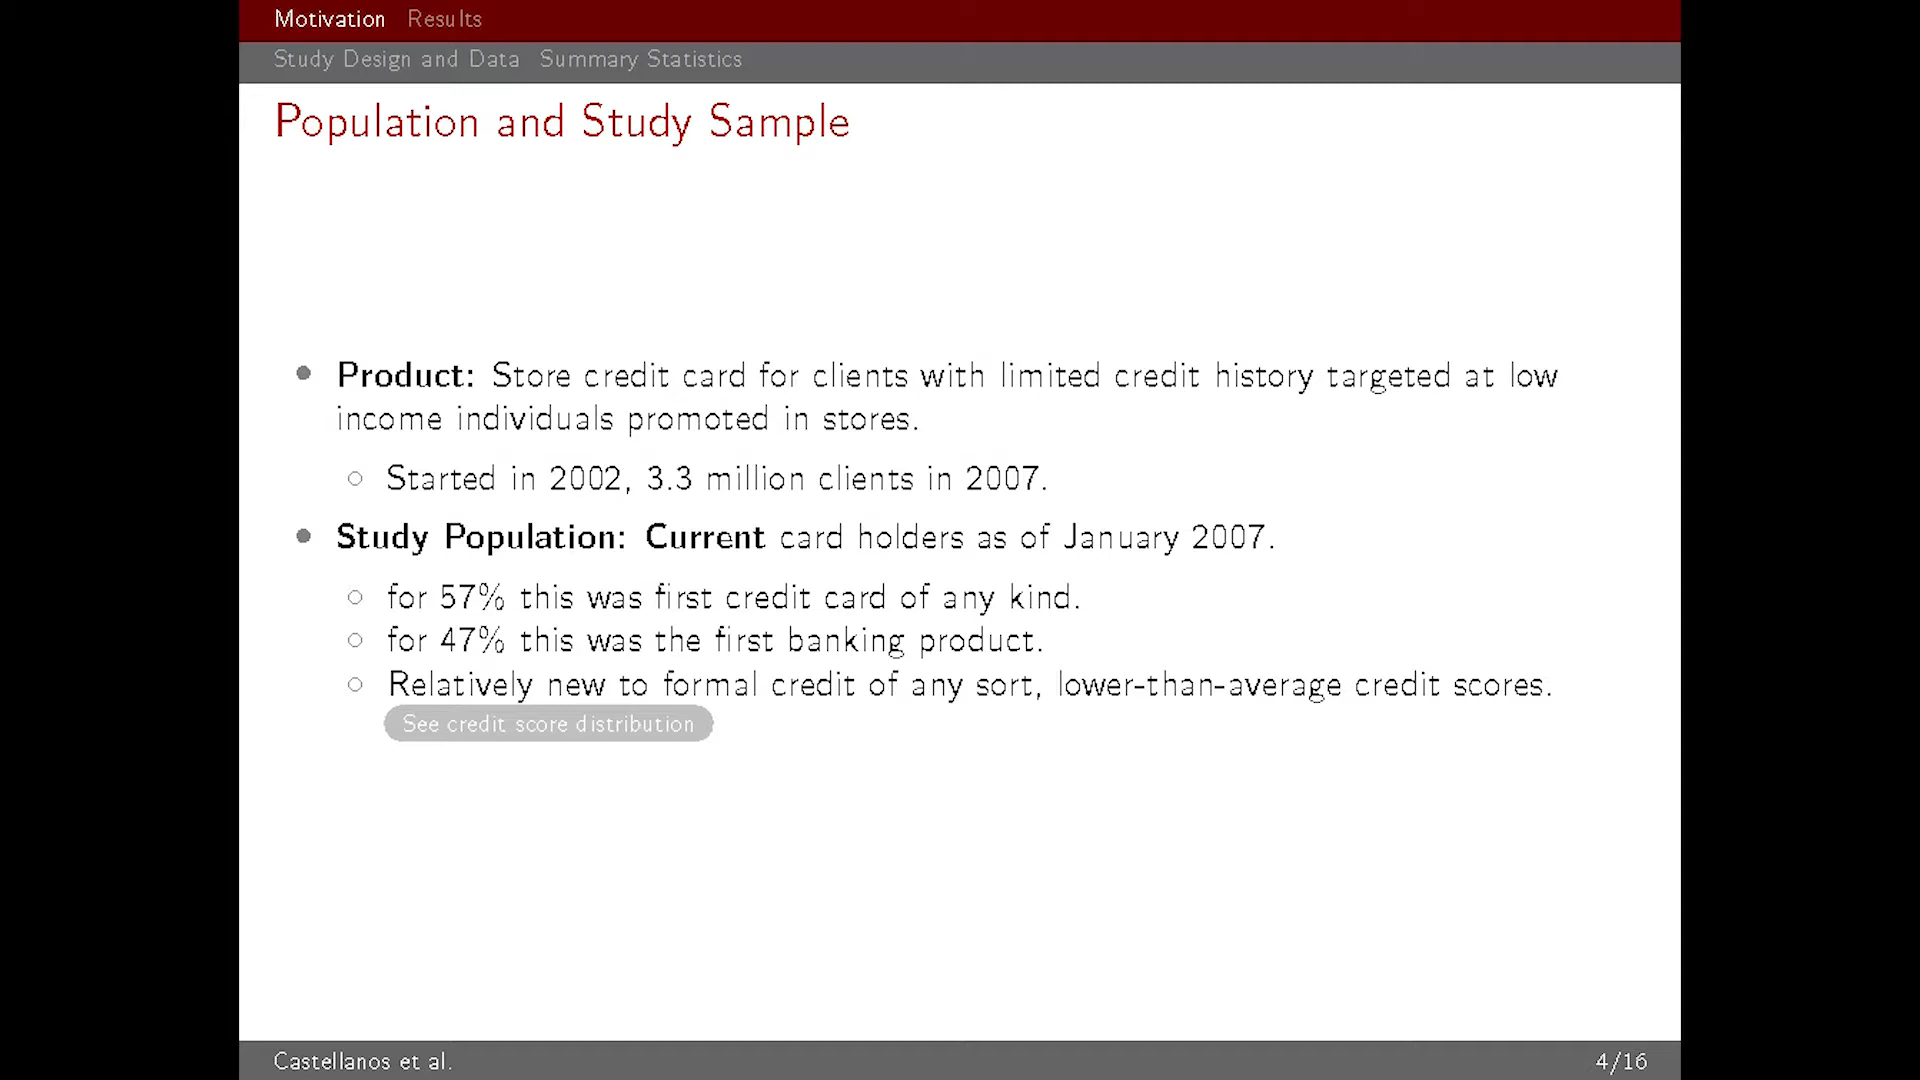 Motivation Results
Study Design and Data Summary Statistics
Population and Study Sample
• Product: Store credit card for clients with limited credit history targeted at low
income individuals promoted in stores.
○ Started in 2002, 3.3 million clients in 2007.
• Study Population: Current card holders as of January 2007.
○ for 57% this was first credit card of any kind.
○ for 47% this was the first banking product.
○ Relatively new to formal credit of any sort, lower-than-average credit scores.
See credit score distribution
Castellanos et al. 4/16